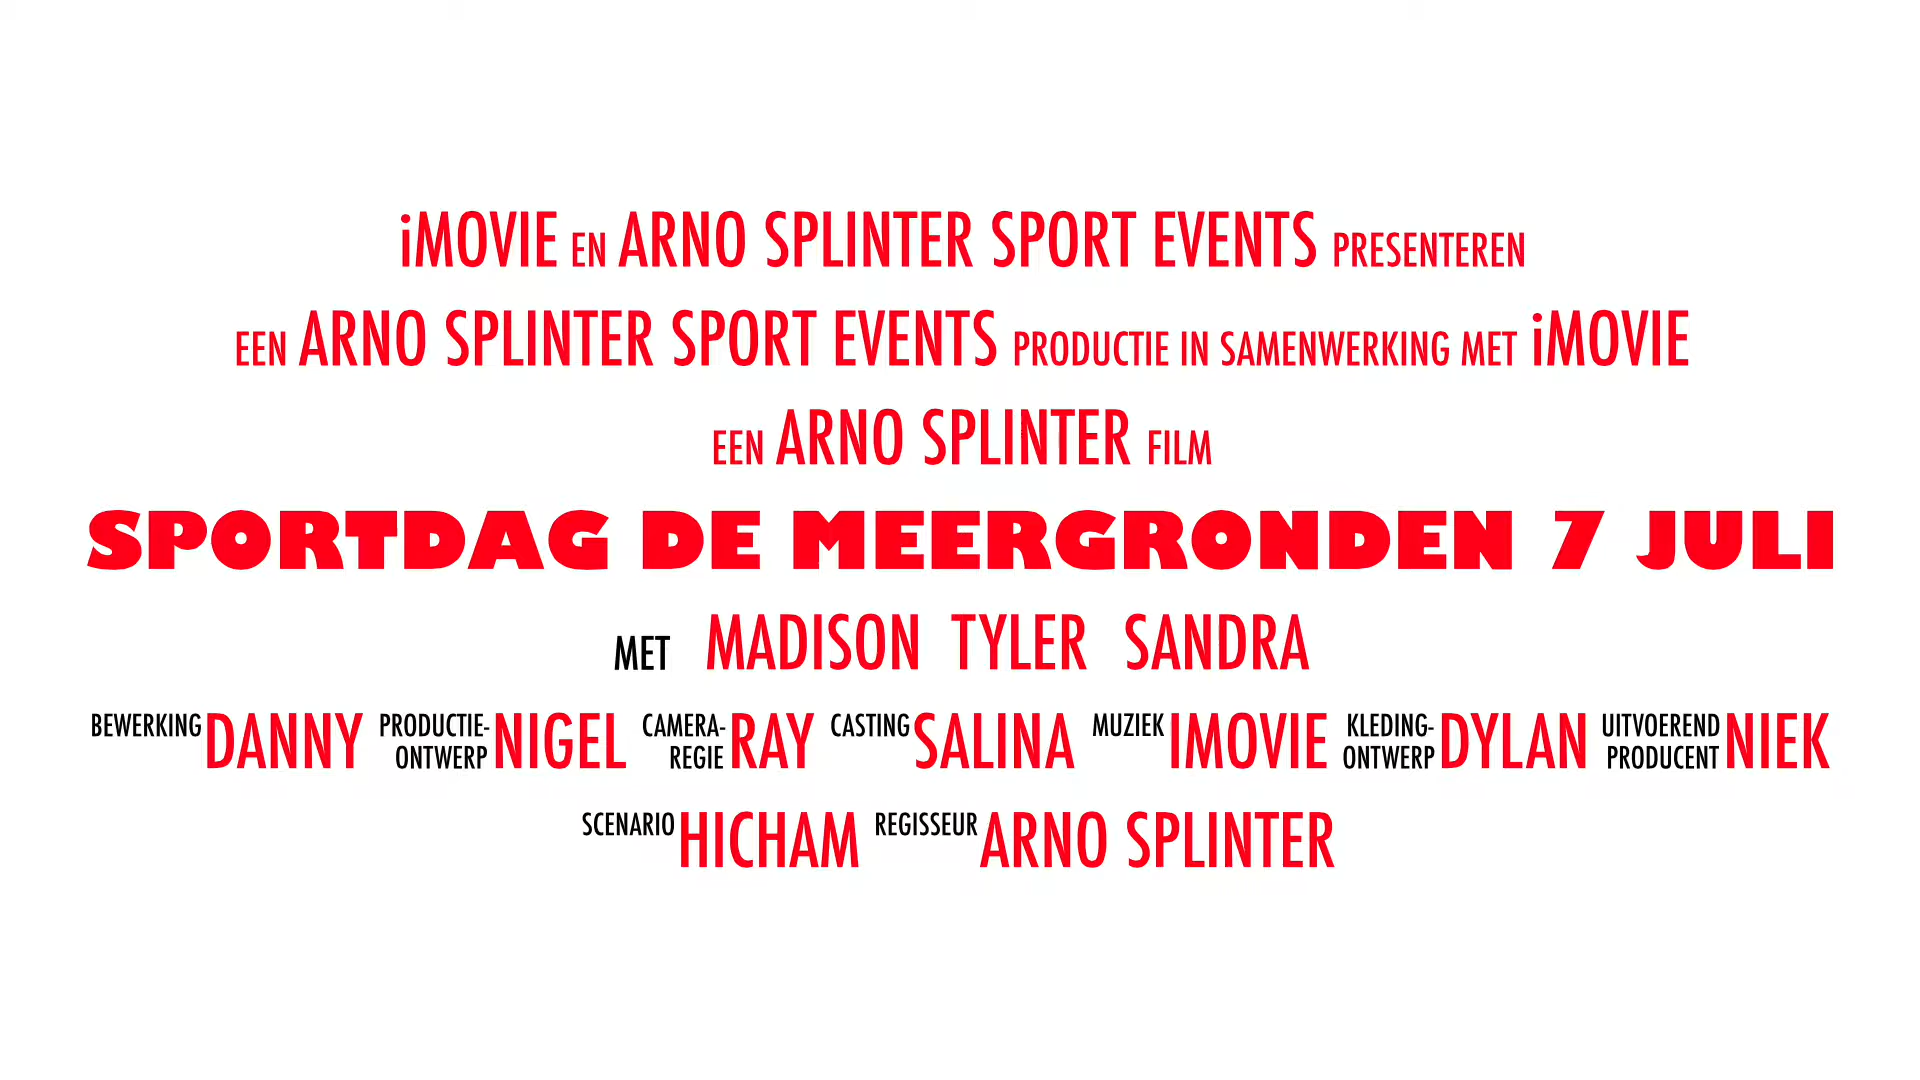 iMOVIE EN ARNO SPLINTER SPORT EVENTS PRESENTEREN
EEN ARNO SPLINTER SPORT EVENTS PRODUCTIE IN SAMENWERKING MET iMOVIE
EEN ARNO SPLINTER FILM
SPORTDAG DE MEERGRONDEN 7 JULI
MET MADISON TYLER SANDRA
BEWERKING DANNY PRODUCTIE-ONTWERP NIGEL CAMERA-REGIE RAY CASTING SALINA MUZIEK IMOVIE KLEDING-ONTWERP DYLAN UITVOEREND PRODUCENT NIEK
SCENARIO HICHAM REGISSEUR ARNO SPLINTER